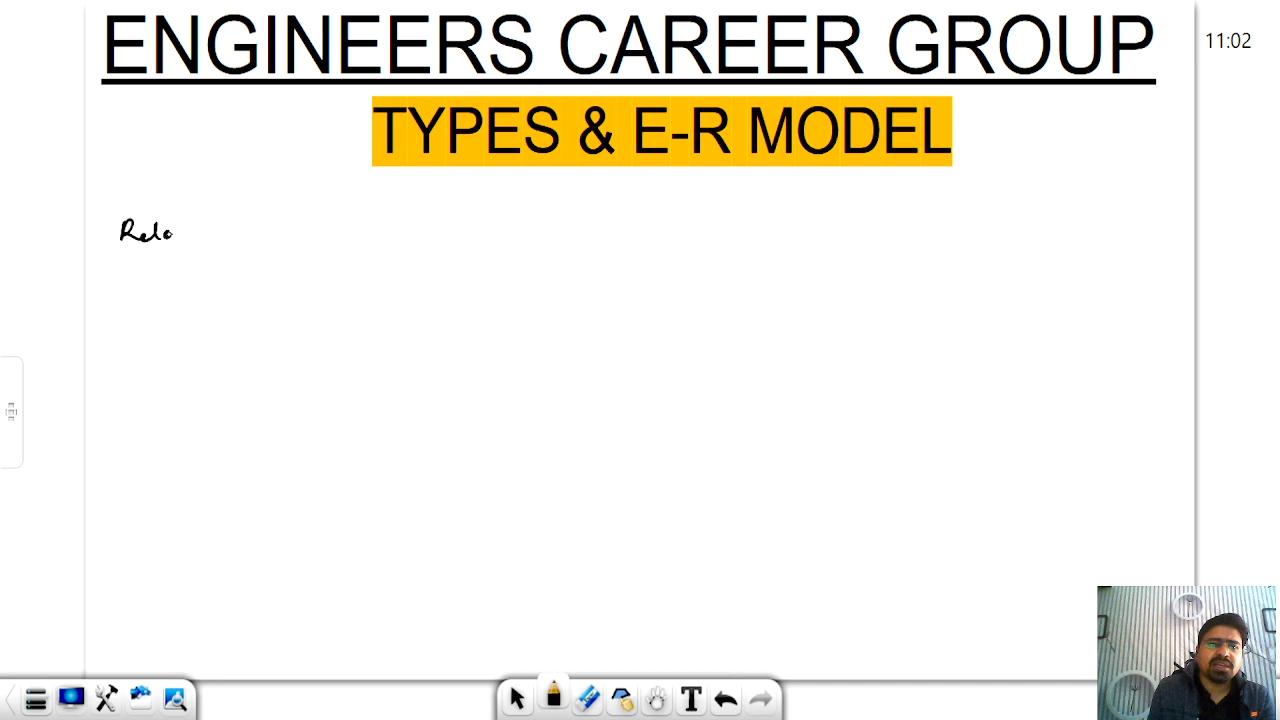 ENGINEERS CAREER GROUP
11:02
TYPES & E-R MODEL
Rela
T